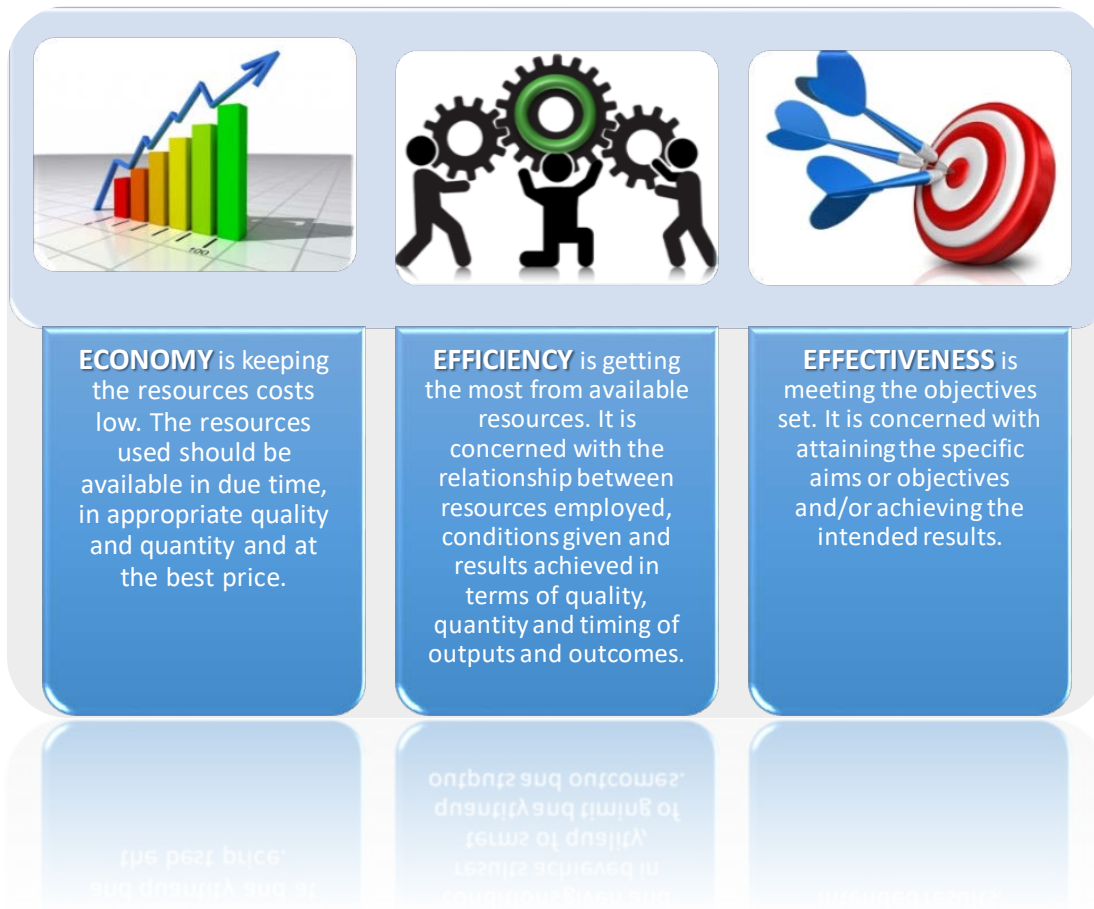 100
ECONOMY is keeping
the resources costs
low. The resources
used should be
available in due time,
in appropriate quality
and quantity and at
the best price.
EFFICIENCY is getting
the most from available
resources. It is
concerned with the
relationship between
resources employed,
conditions given and
results achieved in
terms of quality,
quantity and timing of
outputs and outcomes.
EFFECTIVENESS is
meeting the objectives
set. It is concerned with
attaining the specific
aims or objectives
and/or achieving the
intended results.